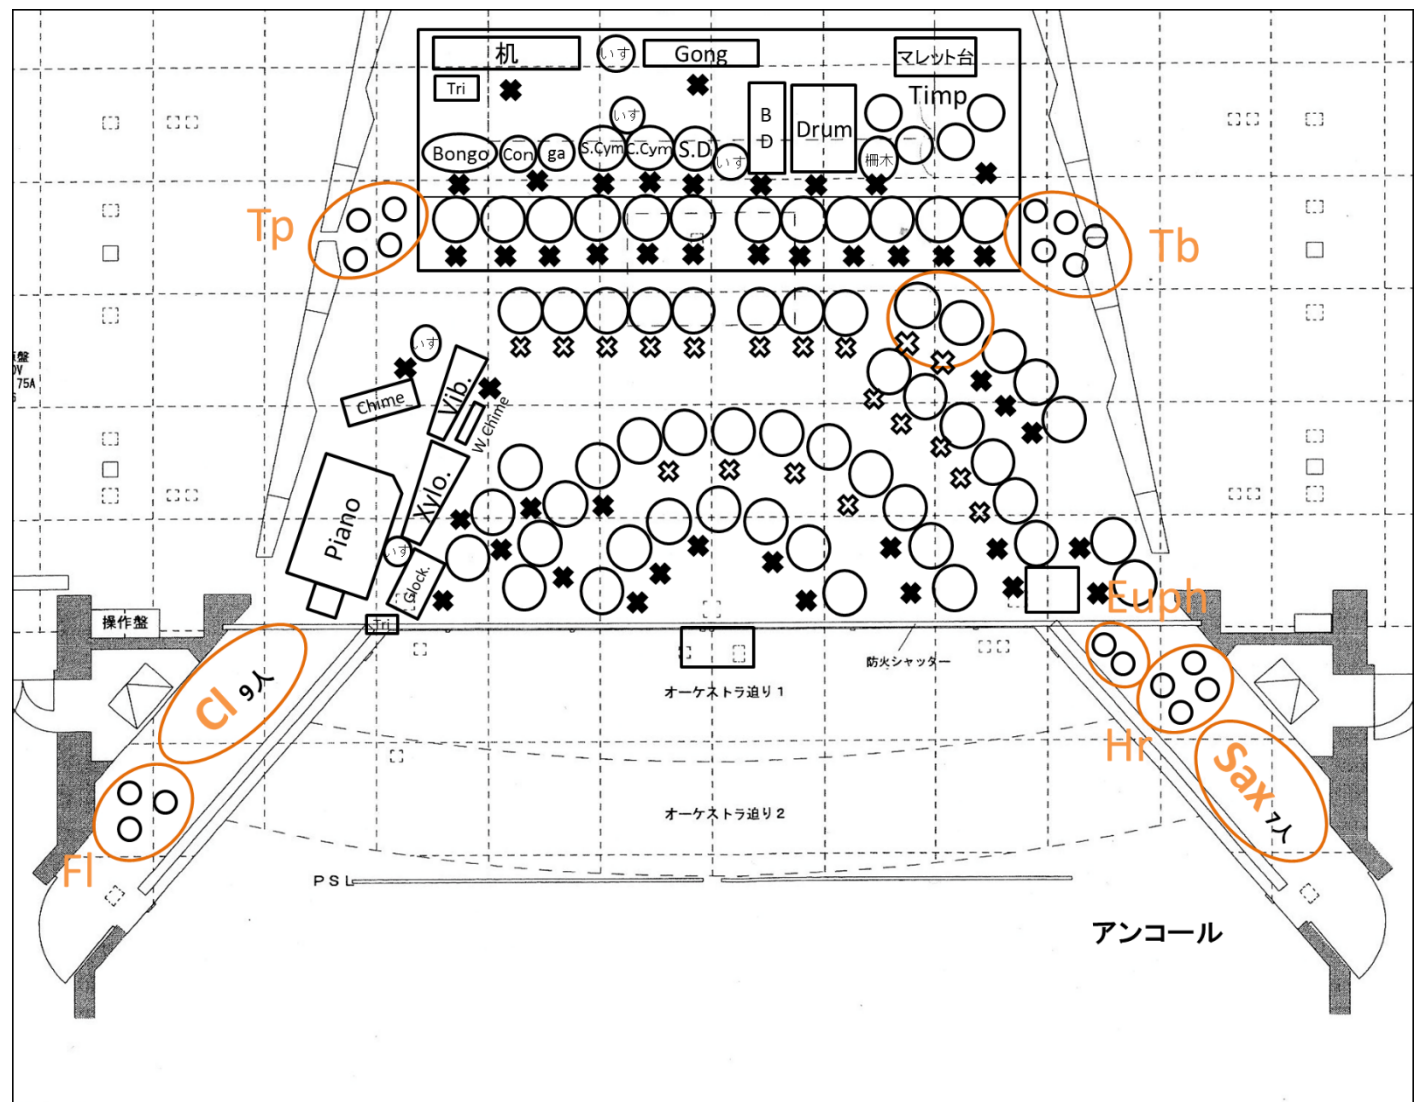 机
いす
Gong
マレット台
Tri
いす
B
D
Drum
Timp
Bongo
Con
ga
S.Cym
C.Cym
S.D
いす
柵木
Tp
Tb
いす
盤
75A
Chime
Vib.
W.Chime
Xylo.
Piano
いす
Glock.
Tri
操作盤
Euph
防火シャッター
Cl 9人
オーケストラ迫り1
Hr
Sax 7人
オーケストラ迫り2
Fl
PSL
アンコール